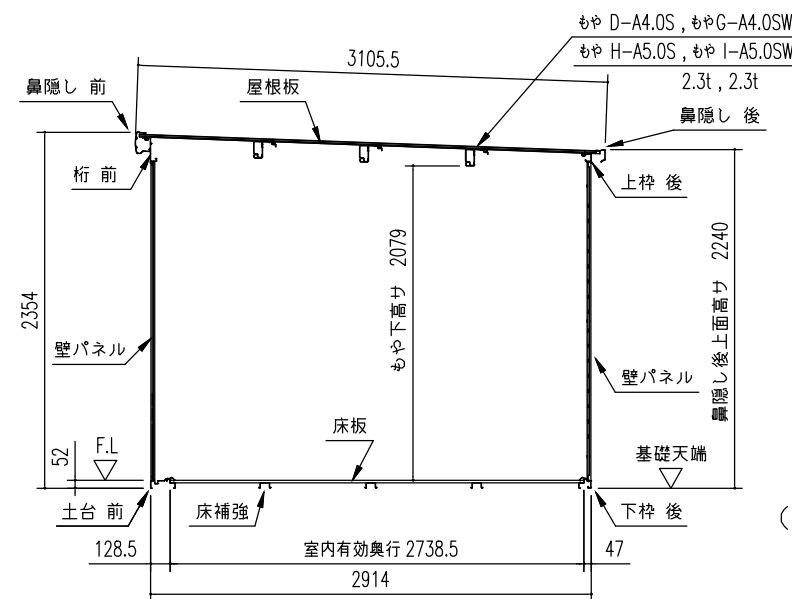 もや D-A4.0S , もやG-A4.0SW
もや H-A5.0S , もや I-A5.0SW
2.3t , 2.3t
3105.5
鼻隠し 前
屋根板
鼻隠し 後
桁 前
上枠 後
2354
もや下高サ 2079
鼻隠し後上面高サ 2240
壁パネル
壁パネル
床板
F.L
52
基礎天端
土台 前
床補強
下枠 後
(
128.5
室内有効奥行 2738.5
47
2914